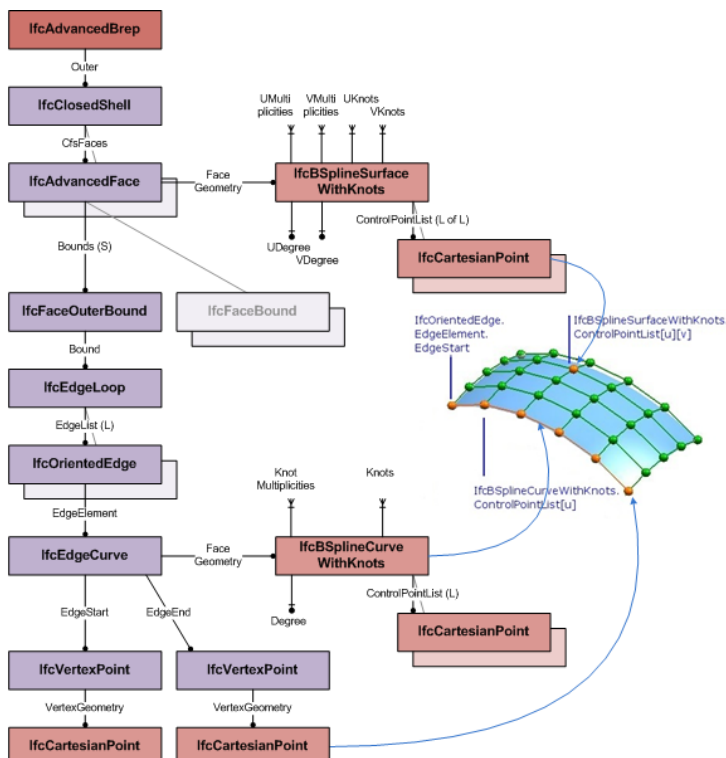 IfcAdvancedBrep
Outer
IfcClosedShell
CfsFaces
IfcAdvancedFace
Face
Geometry
UMulti
plicities
VMulti
plicities
UKnots
VKnots
IfcBSplineSurface
WithKnots
UDegree
VDegree
ControlPointList (L of L)
IfcCartesianPoint
Bounds (S)
IfcFaceOuterBound
IfcFaceBound
Bound
IfcEdgeLoop
EdgeList (L)
IfcOrientedEdge
EdgeElement
IfcOrientedEdge.
EdgeElement.
EdgeStart
IfcBSplineSurfaceWithKnots.
ControlPointList[u][v]
IfcBSplineCurveWithKnots.
ControlPointList[u]
Knot
Multiplicities
Knots
IfcEdgeCurve
Face
Geometry
IfcBSplineCurve
WithKnots
Degree
ControlPointList (L)
IfcCartesianPoint
EdgeStart
EdgeEnd
IfcVertexPoint
IfcVertexPoint
VertexGeometry
VertexGeometry
IfcCartesianPoint
IfcCartesianPoint